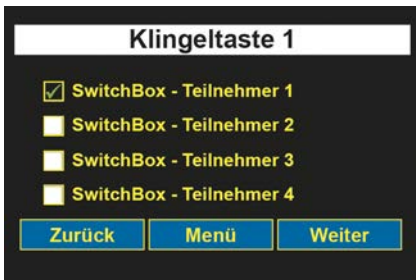 Klingeltaste 1
SwitchBox - Teilnehmer 1
SwitchBox - Teilnehmer 2
SwitchBox - Teilnehmer 3
SwitchBox - Teilnehmer 4
Zurück Menü Weiter